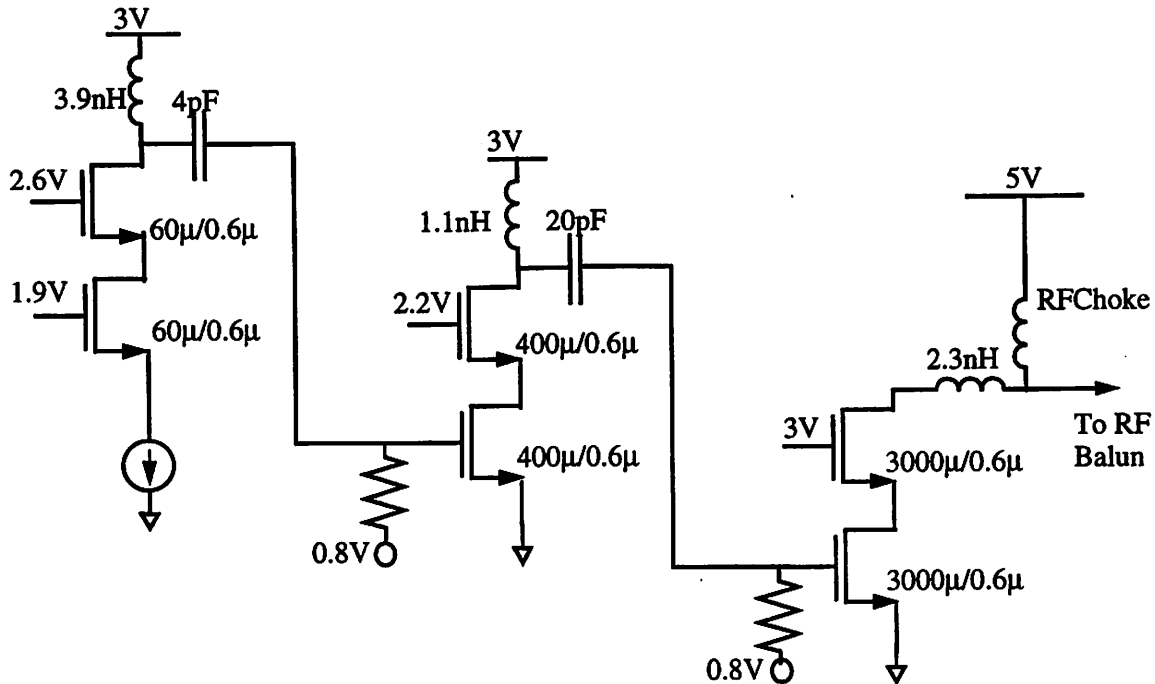 3V
3.9nH
4pF
2.6V
60μ/0.6μ
1.9V
60μ/0.6μ
3V
1.1nH
20pF
2.2V
400μ/0.6μ
400μ/0.6μ
0.8V
5V
RFChoke
2.3nH
To RF
Balun
3V
3000μ/0.6μ
3000μ/0.6μ
0.8V